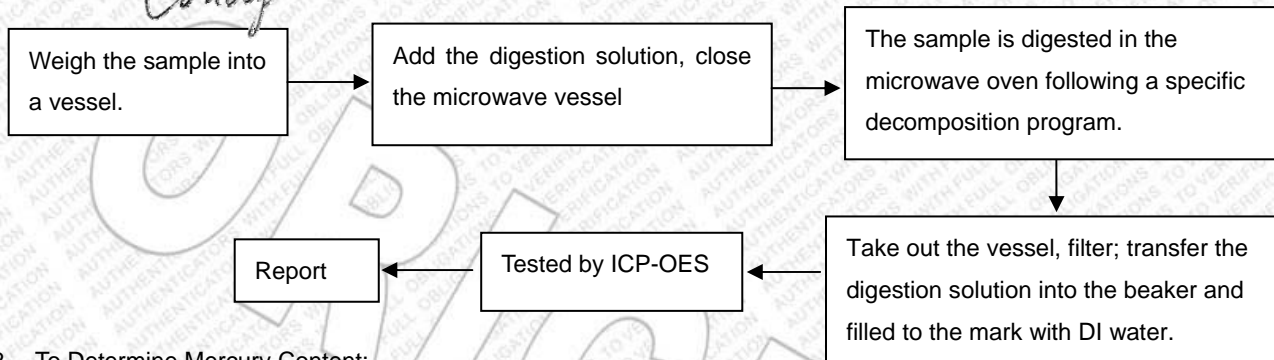 Weigh the sample into
a vessel.
Add the digestion solution, close
the microwave vessel
The sample is digested in the
microwave oven following a specific
decomposition program.
Take out the vessel, filter; transfer the
digestion solution into the beaker and
filled to the mark with DI water.
Tested by ICP-OES
Report
To Determine Mercury Content: